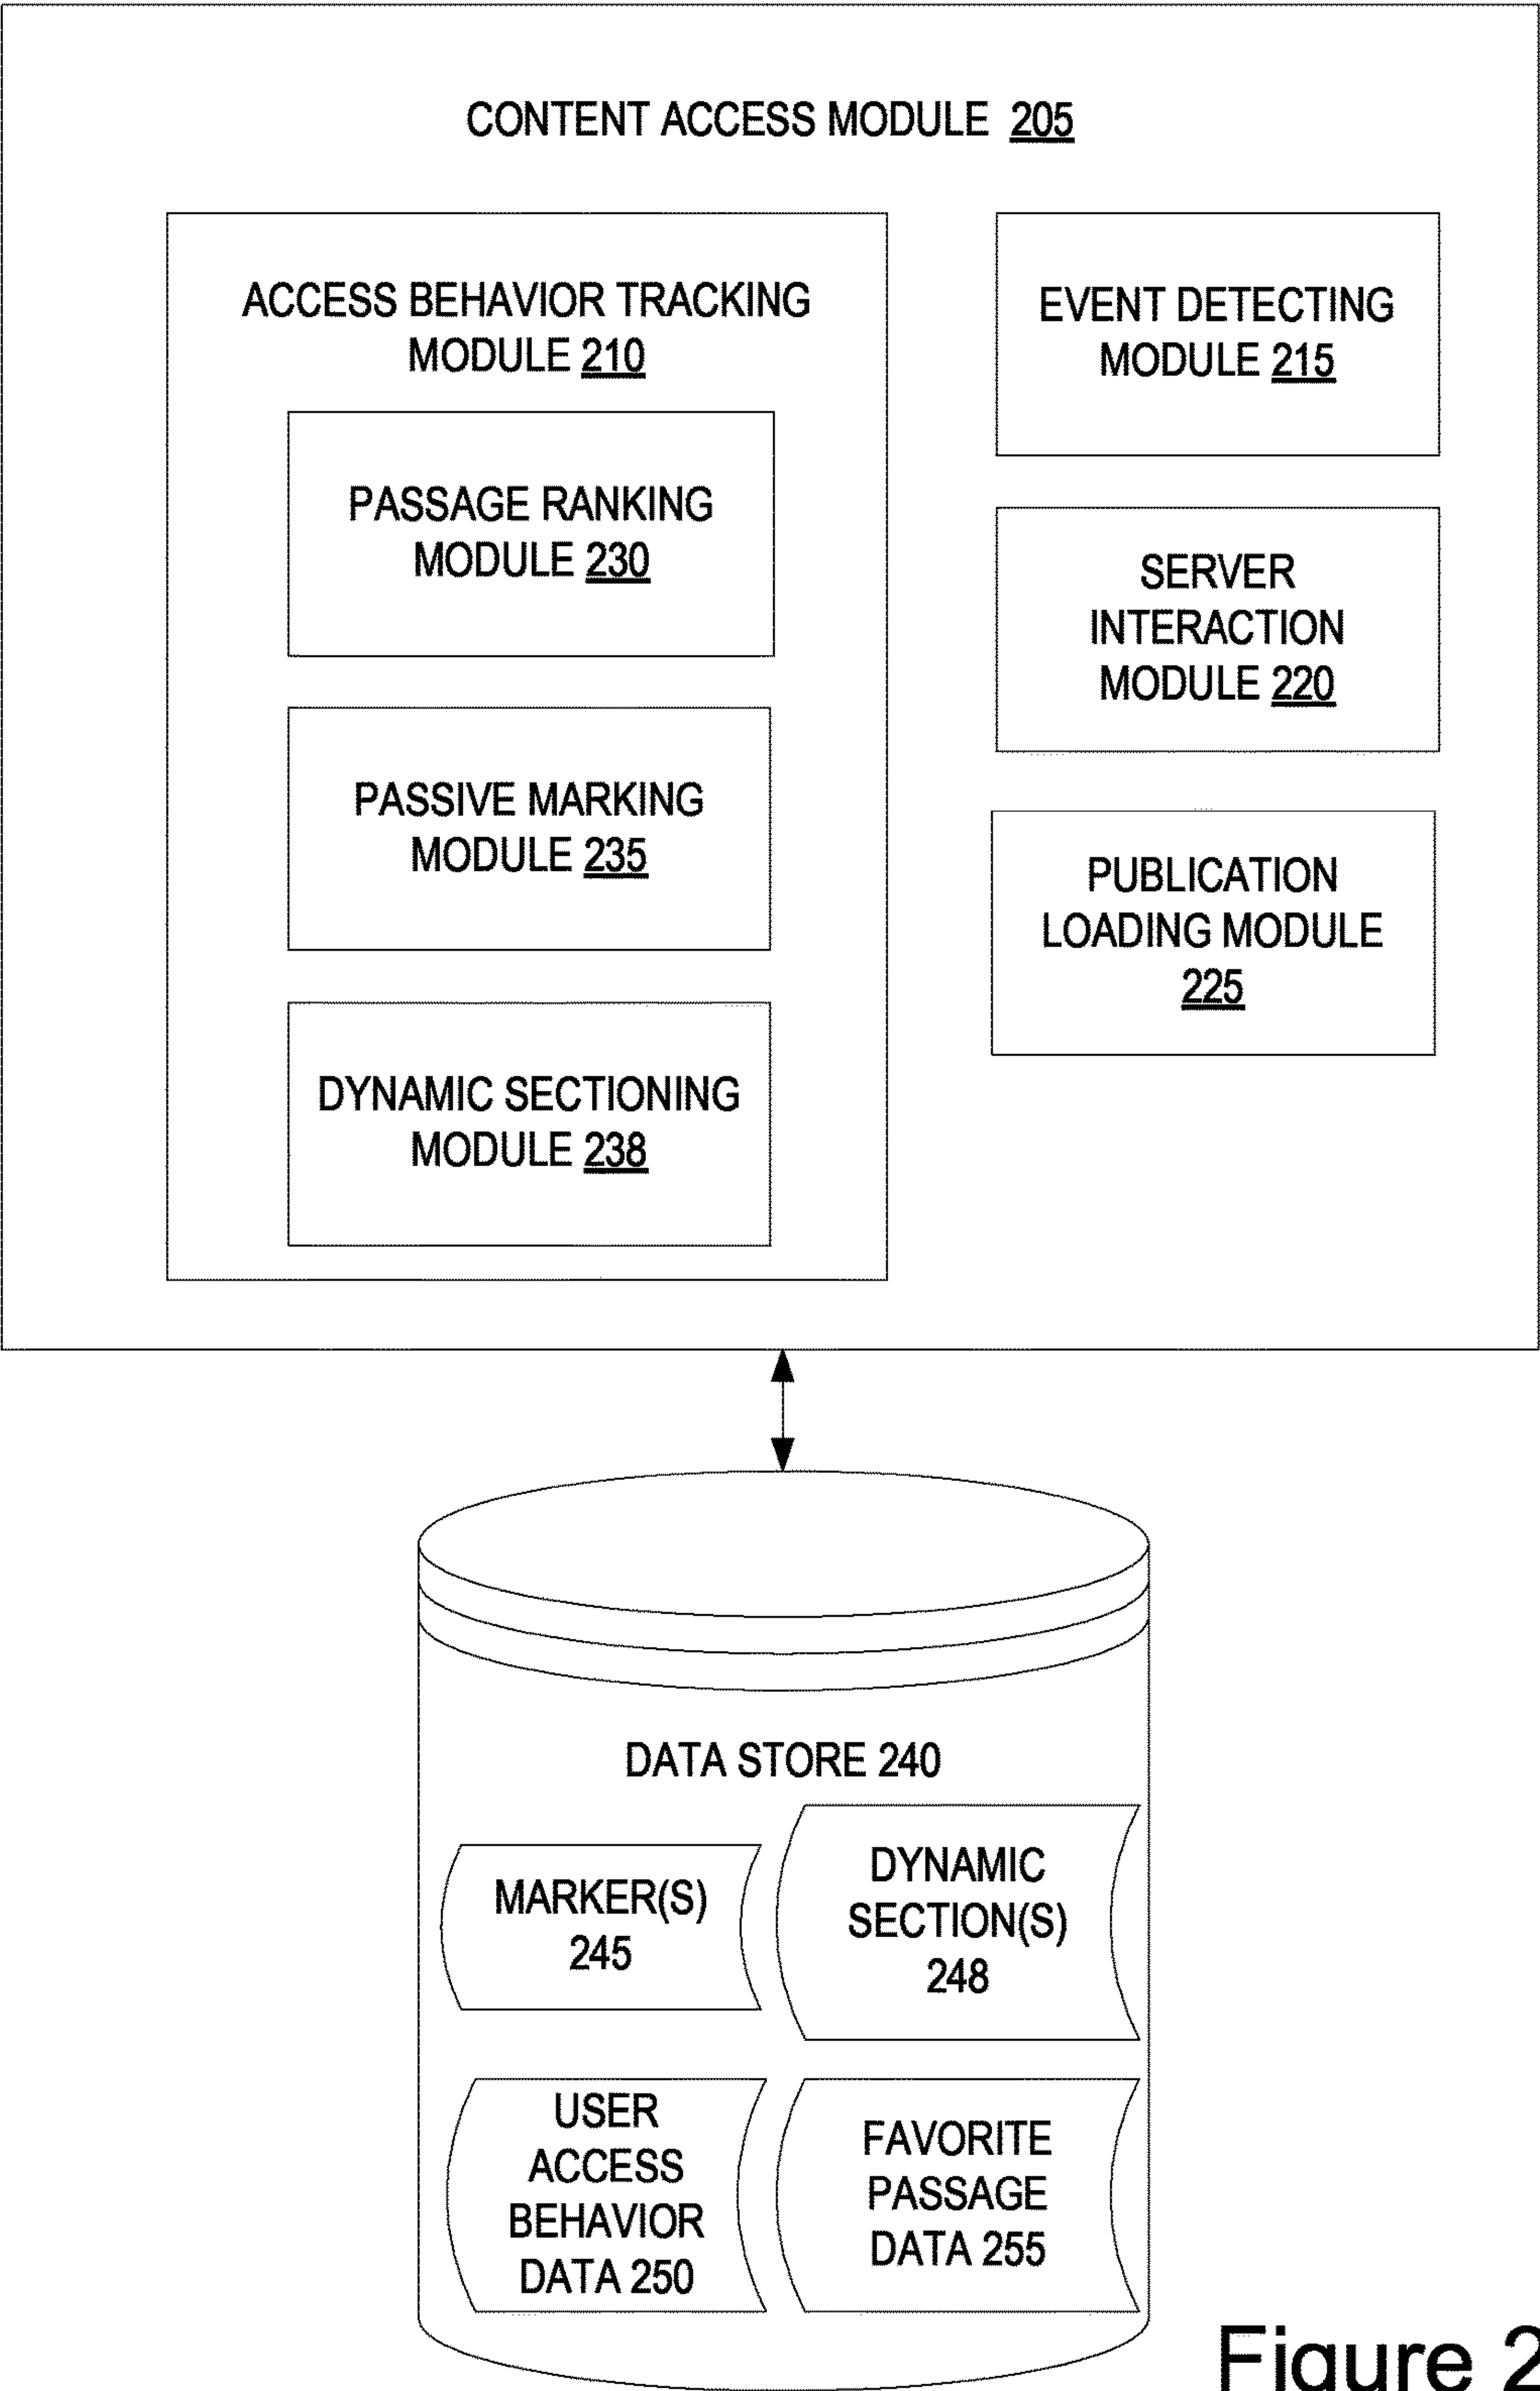 CONTENT ACCESS MODULE 205
ACCESS BEHAVIOR TRACKING
MODULE 210
PASSAGE RANKING
MODULE 230
PASSIVE MARKING
MODULE 235
DYNAMIC SECTIONING
MODULE 238
EVENT DETECTING
MODULE 215
SERVER
INTERACTION
MODULE 220
PUBLICATION
LOADING MODULE
225
DATA STORE 240
MARKER(S)
245
DYNAMIC
SECTION(S)
248
USER
ACCESS
BEHAVIOR
DATA 250
FAVORITE
PASSAGE
DATA 255
Figure 2